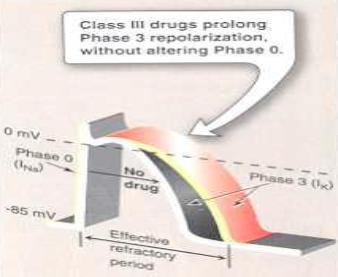 Class III drugs prolong
Phase 3 repolarization,
without altering Phase 0.
0 mV
Phase 0
(INa)
No
drug
Phase 3 (IK)
-85 mV
Effective
refractory
period